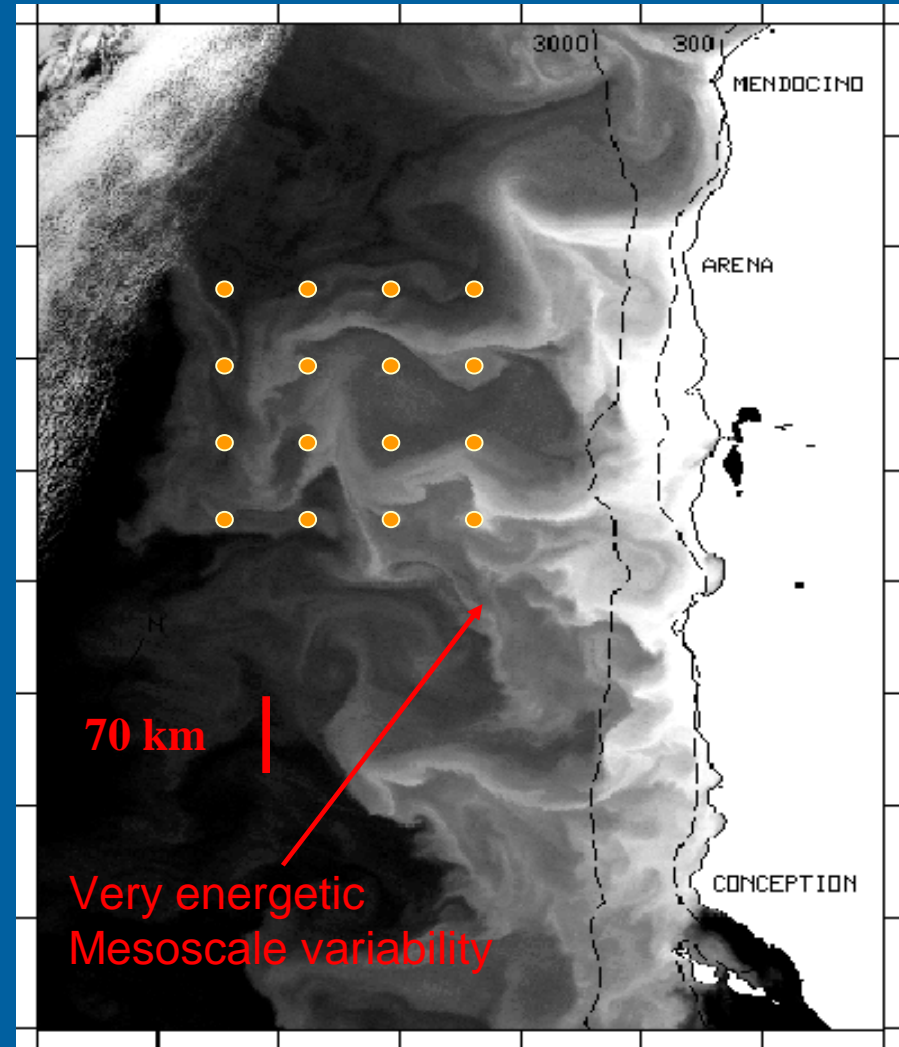 3000 300
MENDOCINO
ARENA
N
70 km
CONCEPTION
Very energetic
Mesoscale variability